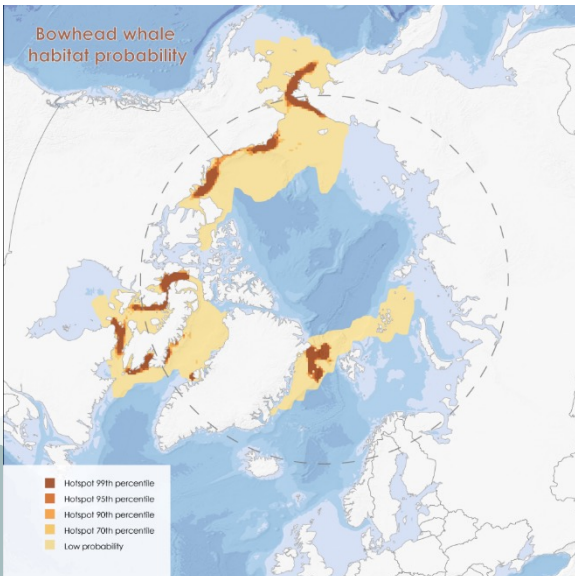 Bowhead whale
habitat probability
Hotspot 99th percentile
Hotspot 95th percentile
Hotspot 90th percentile
Hotspot 70th percentile
Low probability